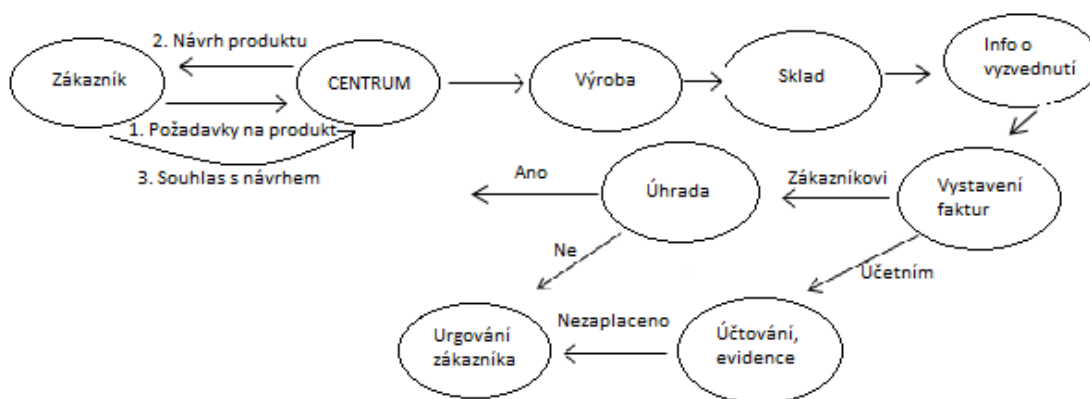 2. Návrh produktu
Zákazník
CENTRUM
Výroba
Sklad
Info o
vyzvednutí
1. Požadavky na produkt
3. Souhlas s návrhem
Ano
Úhrada
Zákazníkovi
Vystavení
faktur
Ne
Účetním
Urgování
zákazníka
Nezaplaceno
Účtování,
evidence